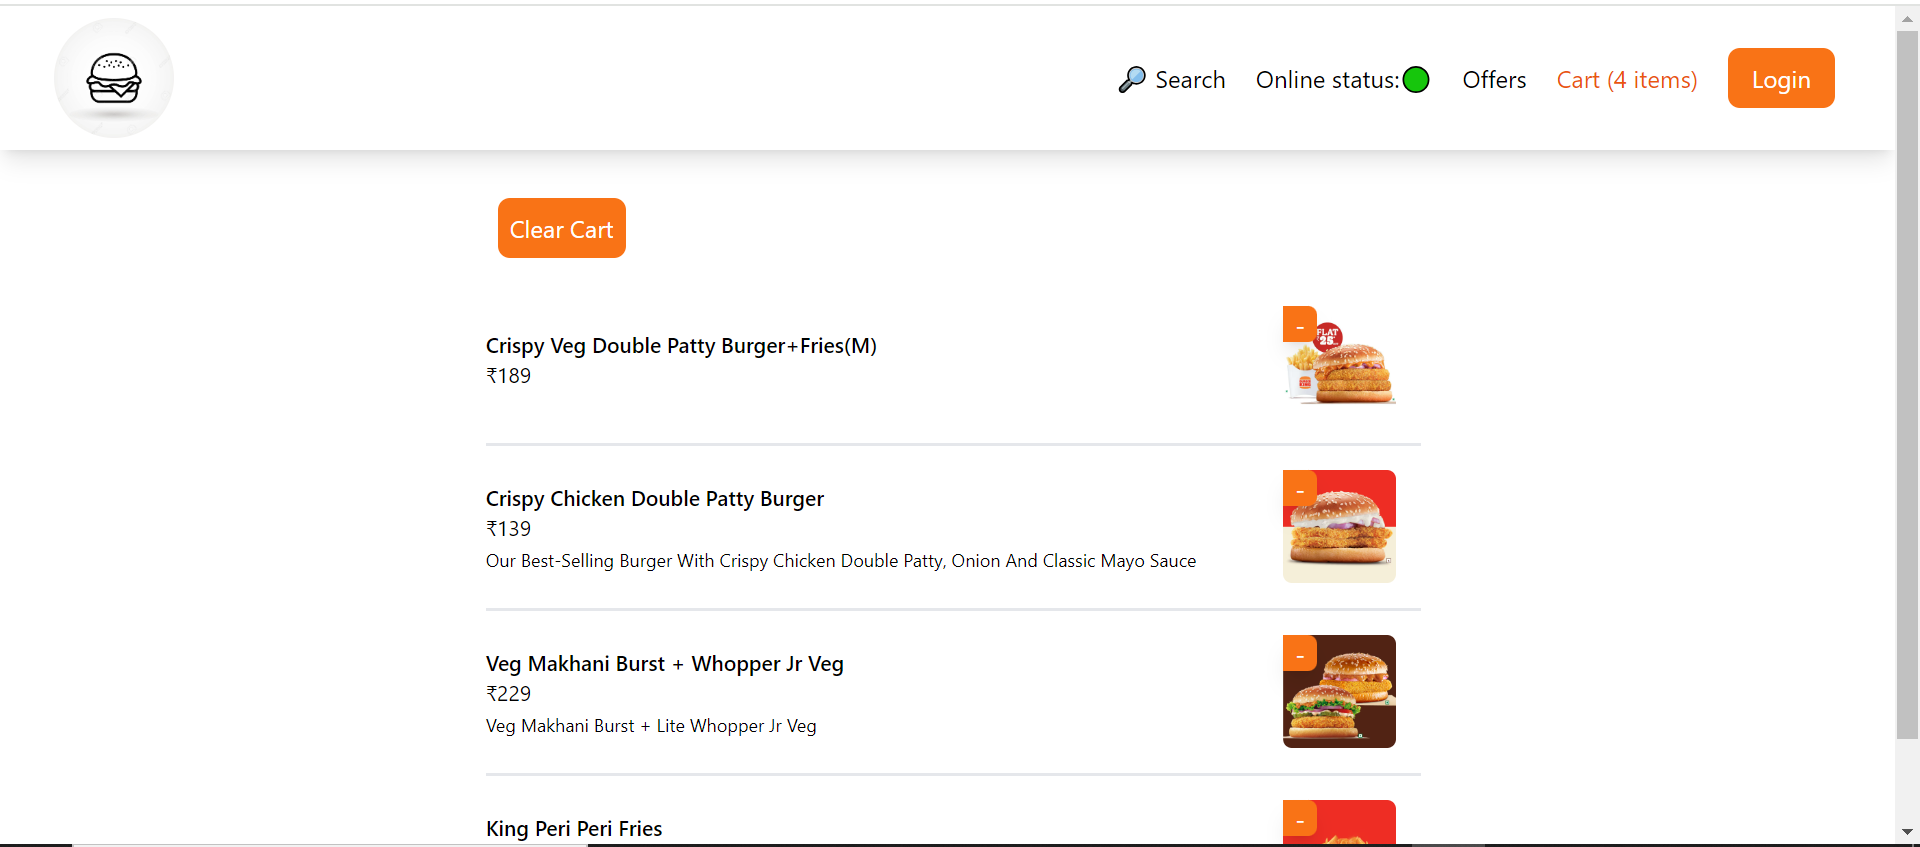 Search Online status: Offers Cart (4 items) Login
Clear Cart
Crispy Veg Double Patty Burger+Fries(M)
₹189
-
FLAT
25
Crispy Chicken Double Patty Burger
₹139
Our Best-Selling Burger With Crispy Chicken Double Patty, Onion And Classic Mayo Sauce
-
Veg Makhani Burst + Whopper Jr Veg
₹229
Veg Makhani Burst + Lite Whopper Jr Veg
-
King Peri Peri Fries
-